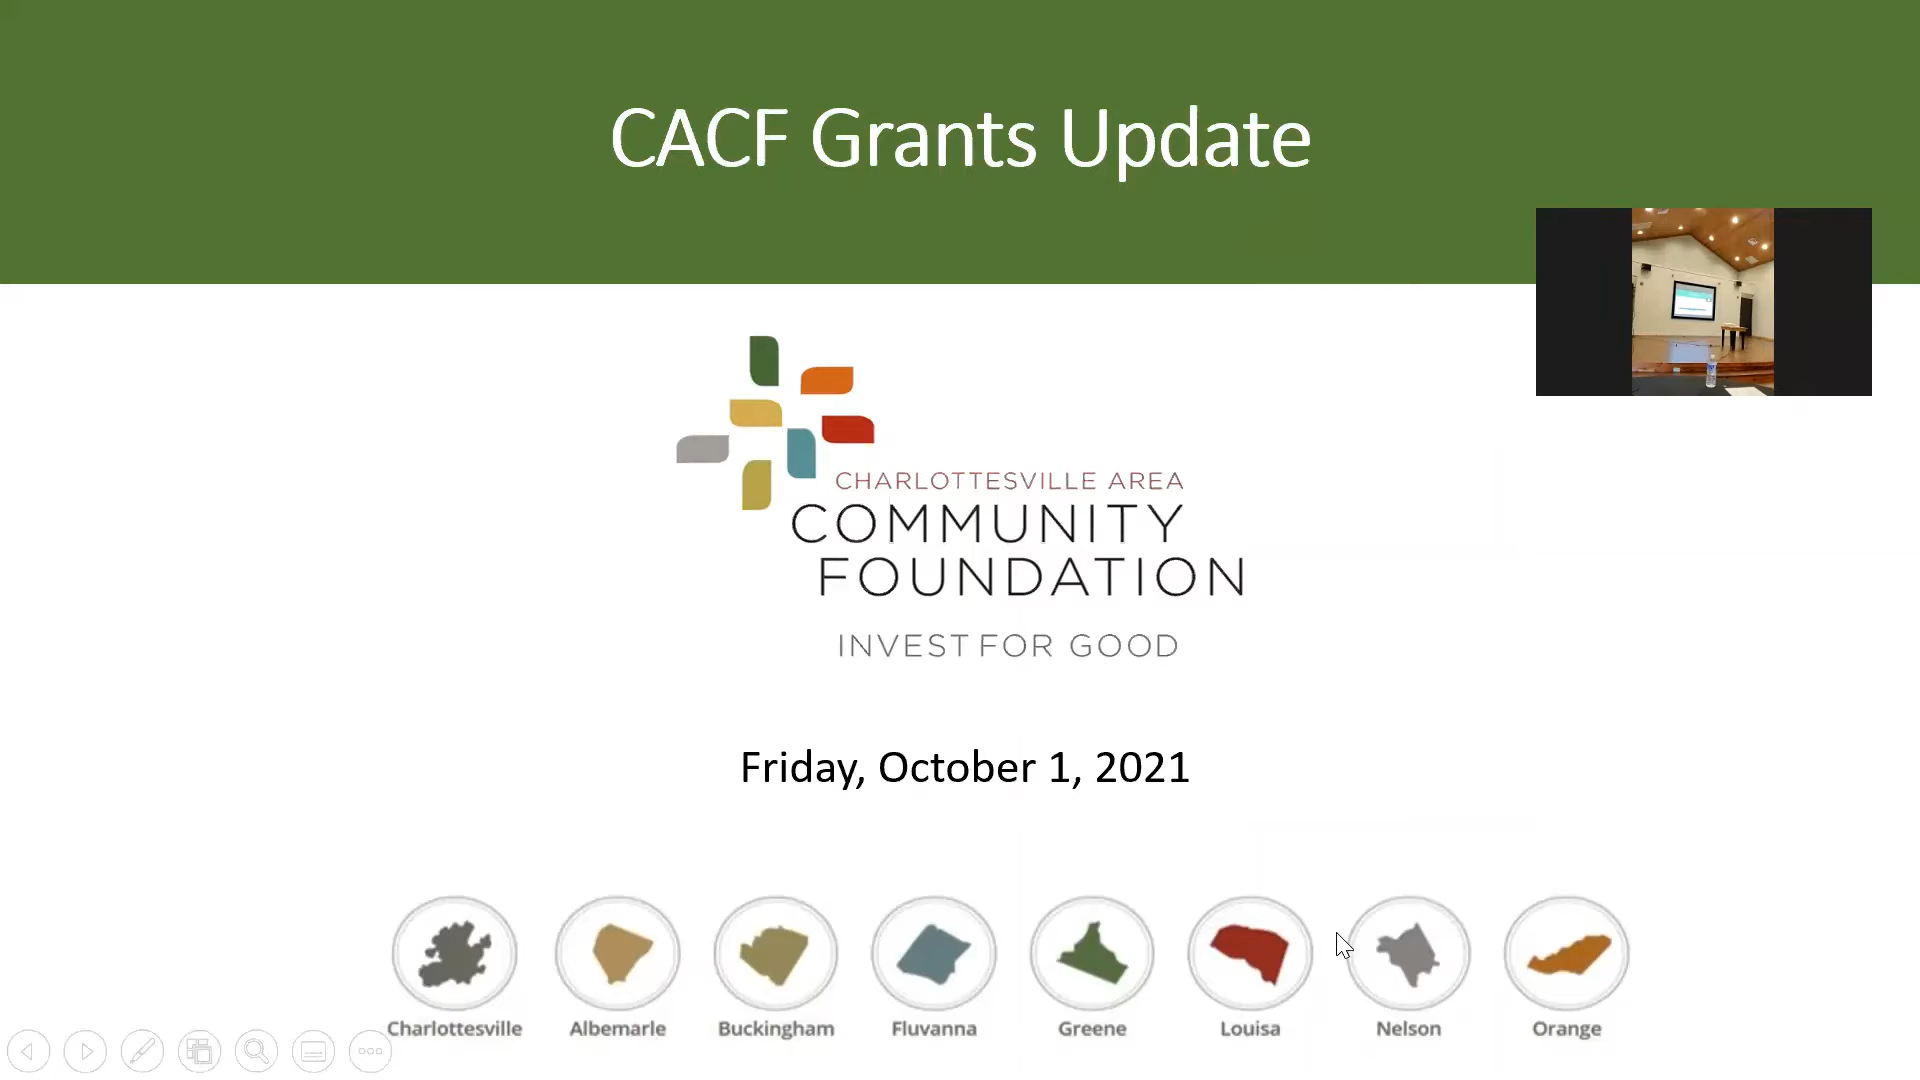 CACF Grants Update
CHARLOTTESVILLE AREA
COMMUNITY
FOUNDATION
INVEST FOR GOOD
Friday, October 1, 2021
Charlottesville Albemarle Buckingham Fluvanna Greene Louisa Nelson Orange